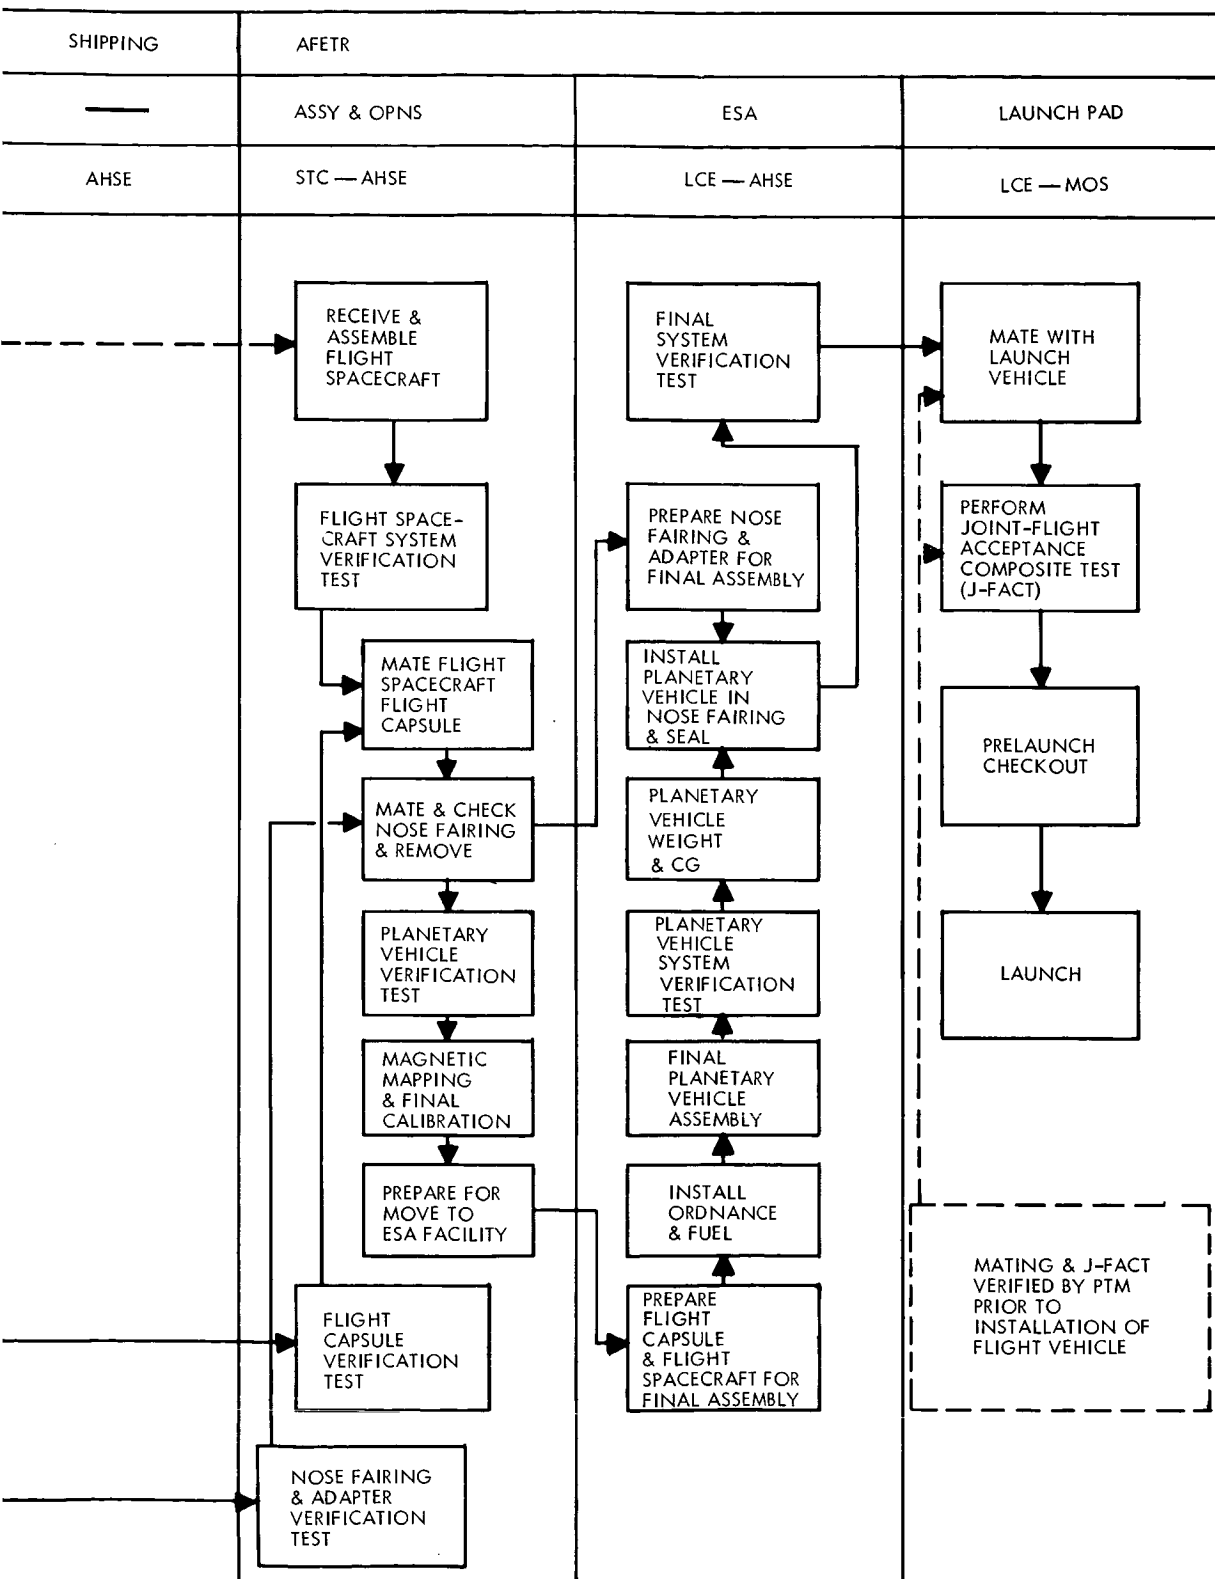 SHIPPING
AFETR
ASSY & OPNS
ESA
LAUNCH PAD
AHSE
STC — AHSE
LCE — AHSE
LCE — MOS
RECEIVE &
ASSEMBLE
FLIGHT
SPACECRAFT
FLIGHT SPACE-
CRAFT SYSTEM
VERIFICATION
TEST
MATE FLIGHT
SPACECRAFT
FLIGHT
CAPSULE
MATE & CHECK
NOSE FAIRING
& REMOVE
PLANETARY
VEHICLE
VERIFICATION
TEST
MAGNETIC
MAPPING
& FINAL
CALIBRATION
PREPARE FOR
MOVE TO
ESA FACILITY
FLIGHT
CAPSULE
VERIFICATION
TEST
NOSE FAIRING
& ADAPTER
VERIFICATION
TEST
FINAL
SYSTEM
VERIFICATION
TEST
PREPARE NOSE
FAIRING &
ADAPTER FOR
FINAL ASSEMBLY
INSTALL
PLANETARY
VEHICLE IN
NOSE FAIRING
& SEAL
PLANETARY
VEHICLE
WEIGHT
& CG
PLANETARY
VEHICLE
SYSTEM
VERIFICATION
TEST
FINAL
PLANETARY
VEHICLE
ASSEMBLY
INSTALL
ORDNANCE
& FUEL
PREPARE
FLIGHT
CAPSULE
& FLIGHT
SPACECRAFT FOR
FINAL ASSEMBLY
MATE WITH
LAUNCH
VEHICLE
PERFORM
JOINT-FLIGHT
ACCEPTANCE
COMPOSITE TEST
(J-FACT)
PRELAUNCH
CHECKOUT
LAUNCH
MATING & J-FACT
VERIFIED BY PTM
PRIOR TO
INSTALLATION OF
FLIGHT VEHICLE